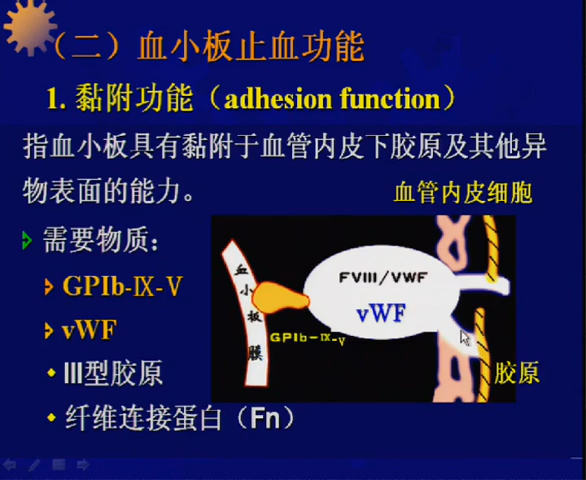 (二)血小板止血功能
1. 黏附功能(adhesion function)
指血小板具有黏附于血管内皮下胶原及其他异
物表面的能力。
血管内皮细胞
需要物质:
GPIb-Ⅸ-Ⅴ
vWF
Ⅲ型胶原
纤维连接蛋白(Fn)
血小板膜
GPIb-Ⅸ-Ⅴ
FVIII/VWF
vWF
胶原